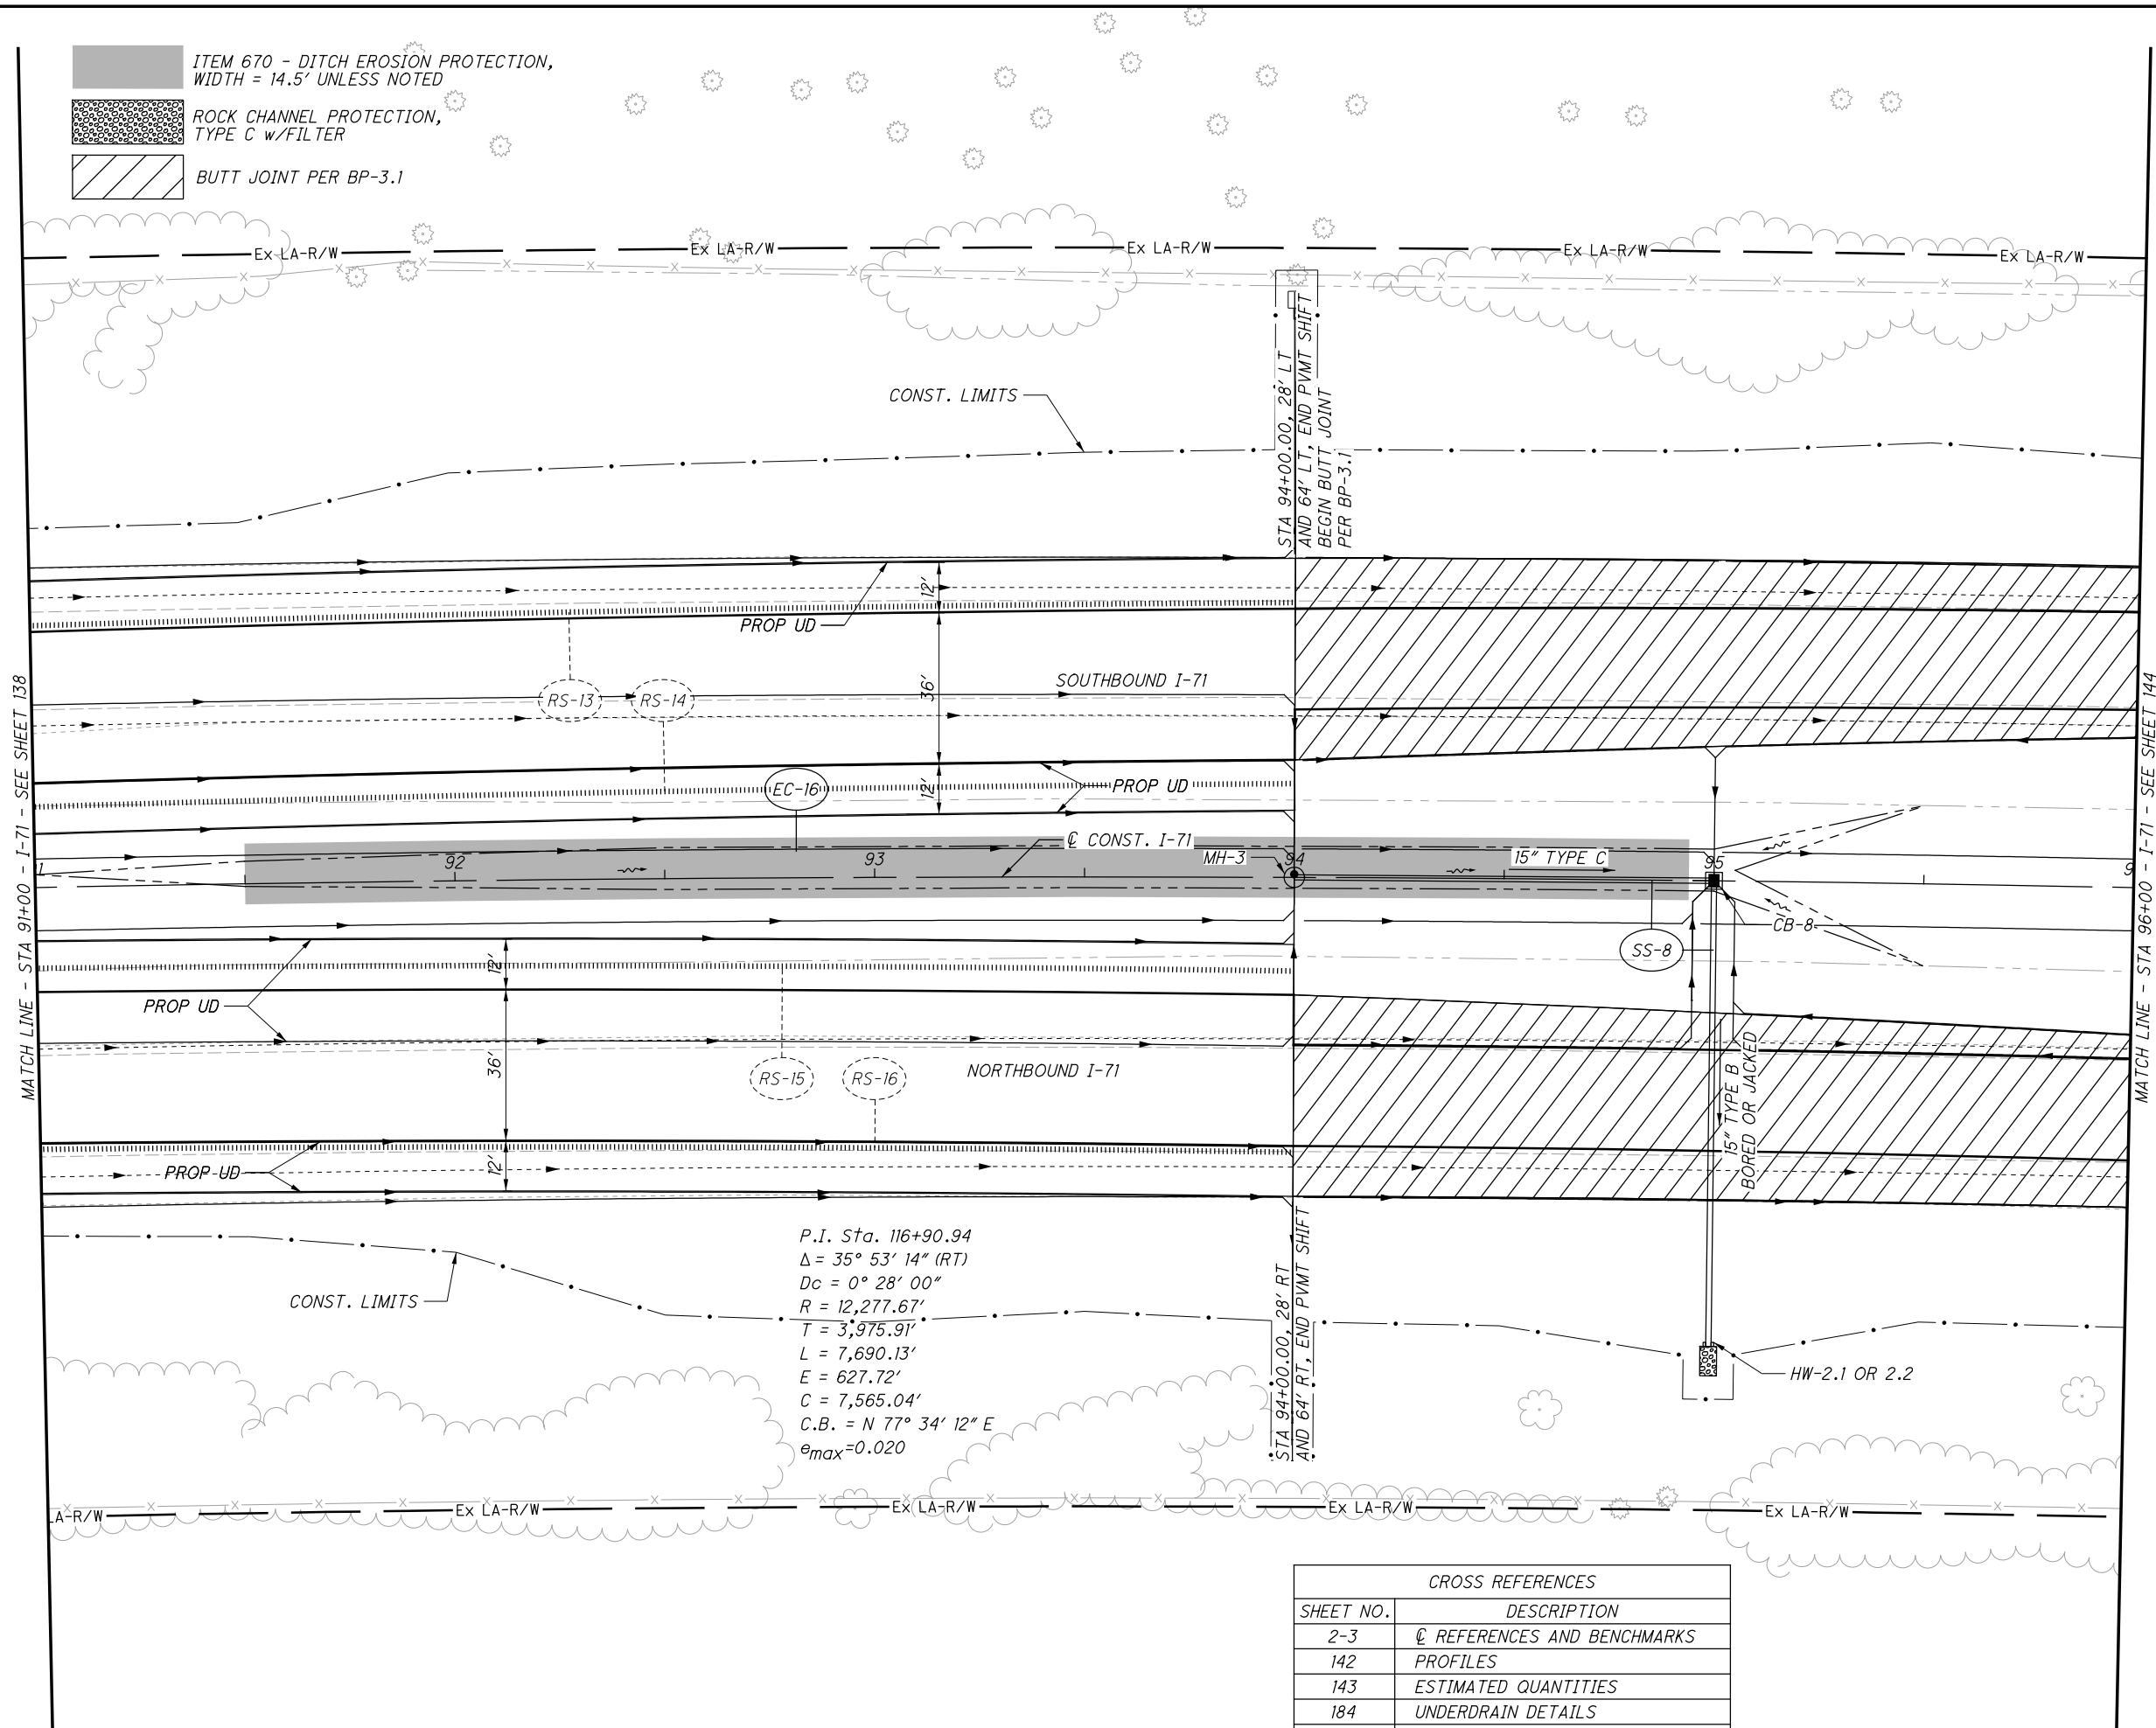 ITEM 670 - DITCH EROSION PROTECTION,
WIDTH = 14.5' UNLESS NOTED
ROCK CHANNEL PROTECTION,
TYPE C w/FILTER
BUTT JOINT PER BP-3.1
Ex LA-R/W
Ex LA-R/W
Ex LA-R/W
Ex LA-R/W
Ex LA-R/W
CONST. LIMITS
STA 94+00.00, 28' LT
AND 64' LT, END PVMT SHIFT
BEGIN BUTT JOINT
PER BP-3.1
12'
PROP UD
36'
SOUTHBOUND I-71
RS-13
RS-14
MATCH LINE - STA 91+00 - I-71 - SEE SHEET 138
MATCH LINE - STA 96+00 - I-71 - SEE SHEET 144
EC-16
12'
PROP UD
℄ CONST. I-71
MH-3
1
92
93
94
15" TYPE C
95
9
CB-8
SS-8
12'
PROP UD
36'
RS-15
RS-16
NORTHBOUND I-71
15" TYPE B
BORED OR JACKED
PROP UD
12'
P.I. Sta. 116+90.94
Δ = 35° 53' 14" (RT)
Dc = 0° 28' 00"
R = 12,277.67'
T = 3,975.91'
L = 7,690.13'
E = 627.72'
C = 7,565.04'
C.B. = N 77° 34' 12" E
emax=0.020
CONST. LIMITS
STA 94+00.00, 28' RT
AND 64' RT, END PVMT SHIFT
HW-2.1 OR 2.2
A-R/W
Ex LA-R/W
Ex LA-R/W
Ex LA-R/W
Ex LA-R/W
CROSS REFERENCES
SHEET NO. DESCRIPTION
2-3 ℄ REFERENCES AND BENCHMARKS
142 PROFILES
143 ESTIMATED QUANTITIES
184 UNDERDRAIN DETAILS